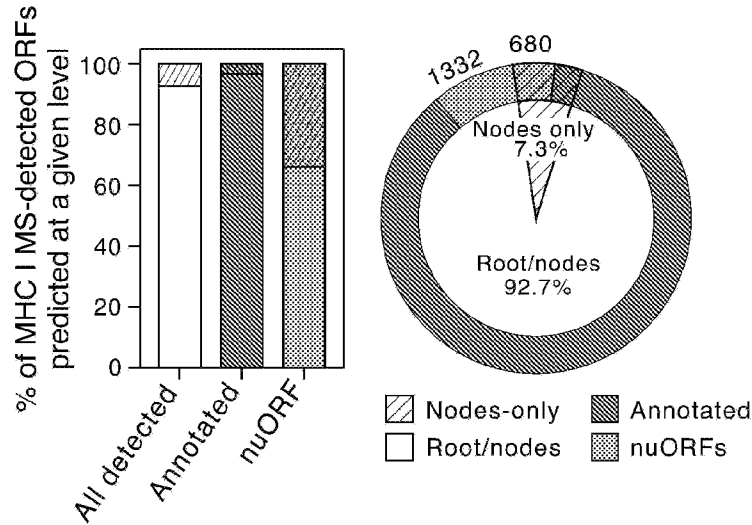 % of MHC I MS-detected ORFs
predicted at a given level
100
80
60
40
20
0
All detected
Annotated
nuORF
1332
680
Nodes only
7.3%
Root/nodes
92.7%
Nodes-only
Annotated
Root/nodes
nuORFs